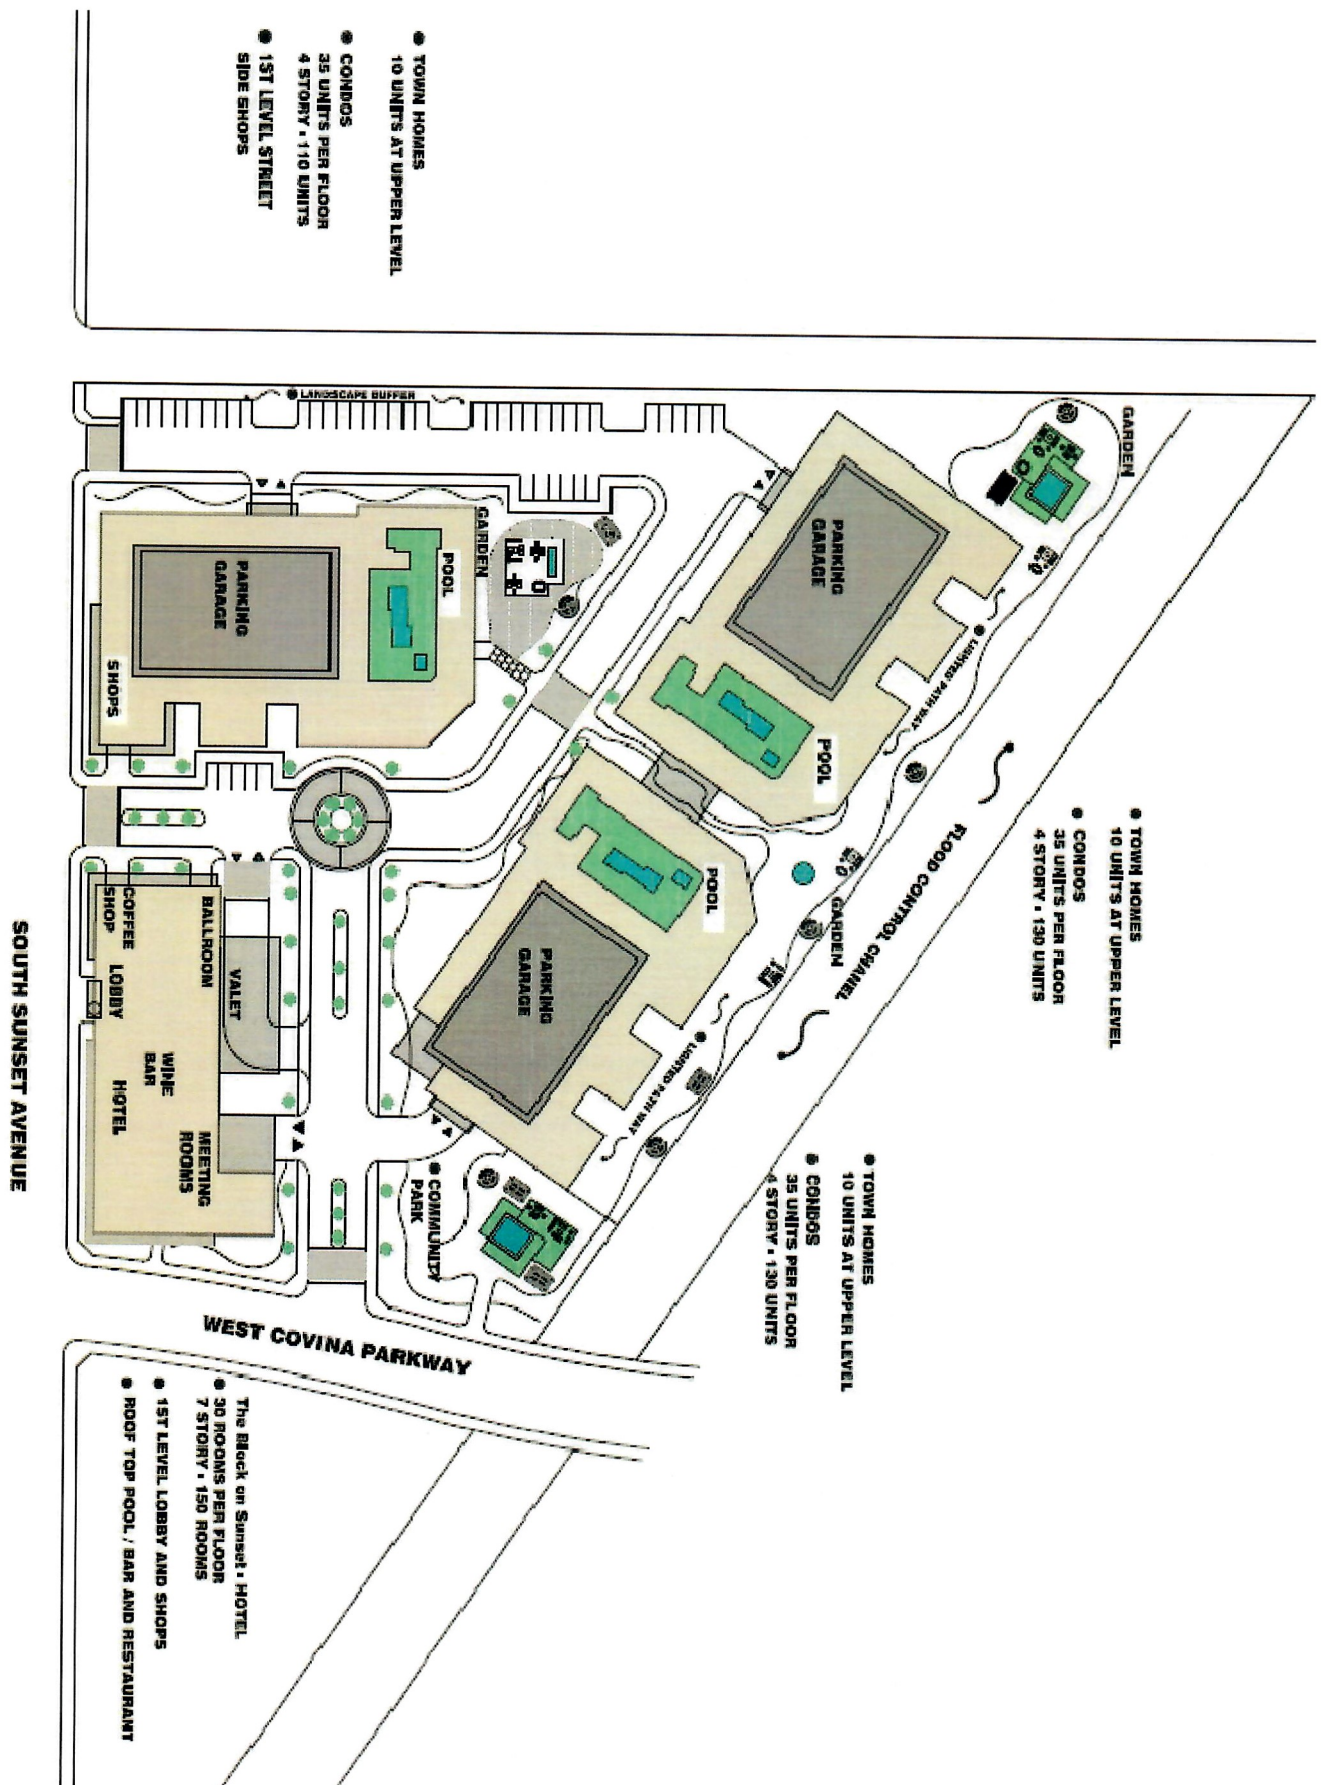 ● TOWN HOMES
10 UNITS AT UPPER LEVEL
● CONDOS
35 UNITS PER FLOOR
4 STORY • 110 UNITS
● 1ST LEVEL STREET
SIDE SHOPS
● LANDSCAPE BUFFER
GARDEN
PARKING
GARAGE
POOL
● LIGHTED PATH WAY
GARDEN
POOL
PARKING
GARAGE
SHOPS
FLOOD CONTROL CHANEL
● TOWN HOMES
10 UNITS AT UPPER LEVEL
● CONDOS
35 UNITS PER FLOOR
4 STORY • 130 UNITS
POOL
GARDEN
PARKING
GARAGE
● LIGHTED PATH WAY
● TOWN HOMES
10 UNITS AT UPPER LEVEL
● CONDOS
35 UNITS PER FLOOR
4 STORY • 130 UNITS
● COMMUNITY
PARK
BALLROOM
VALET
COFFEE
SHOP
LOBBY
WINE
BAR
HOTEL
MEETING
ROOMS
SOUTH SUNSET AVENUE
WEST COVINA PARKWAY
The Block on Sunset • HOTEL
● 30 ROOMS PER FLOOR
7 STORY • 150 ROOMS
● 1ST LEVEL LOBBY AND SHOPS
● ROOF TOP POOL / BAR AND RESTAURANT